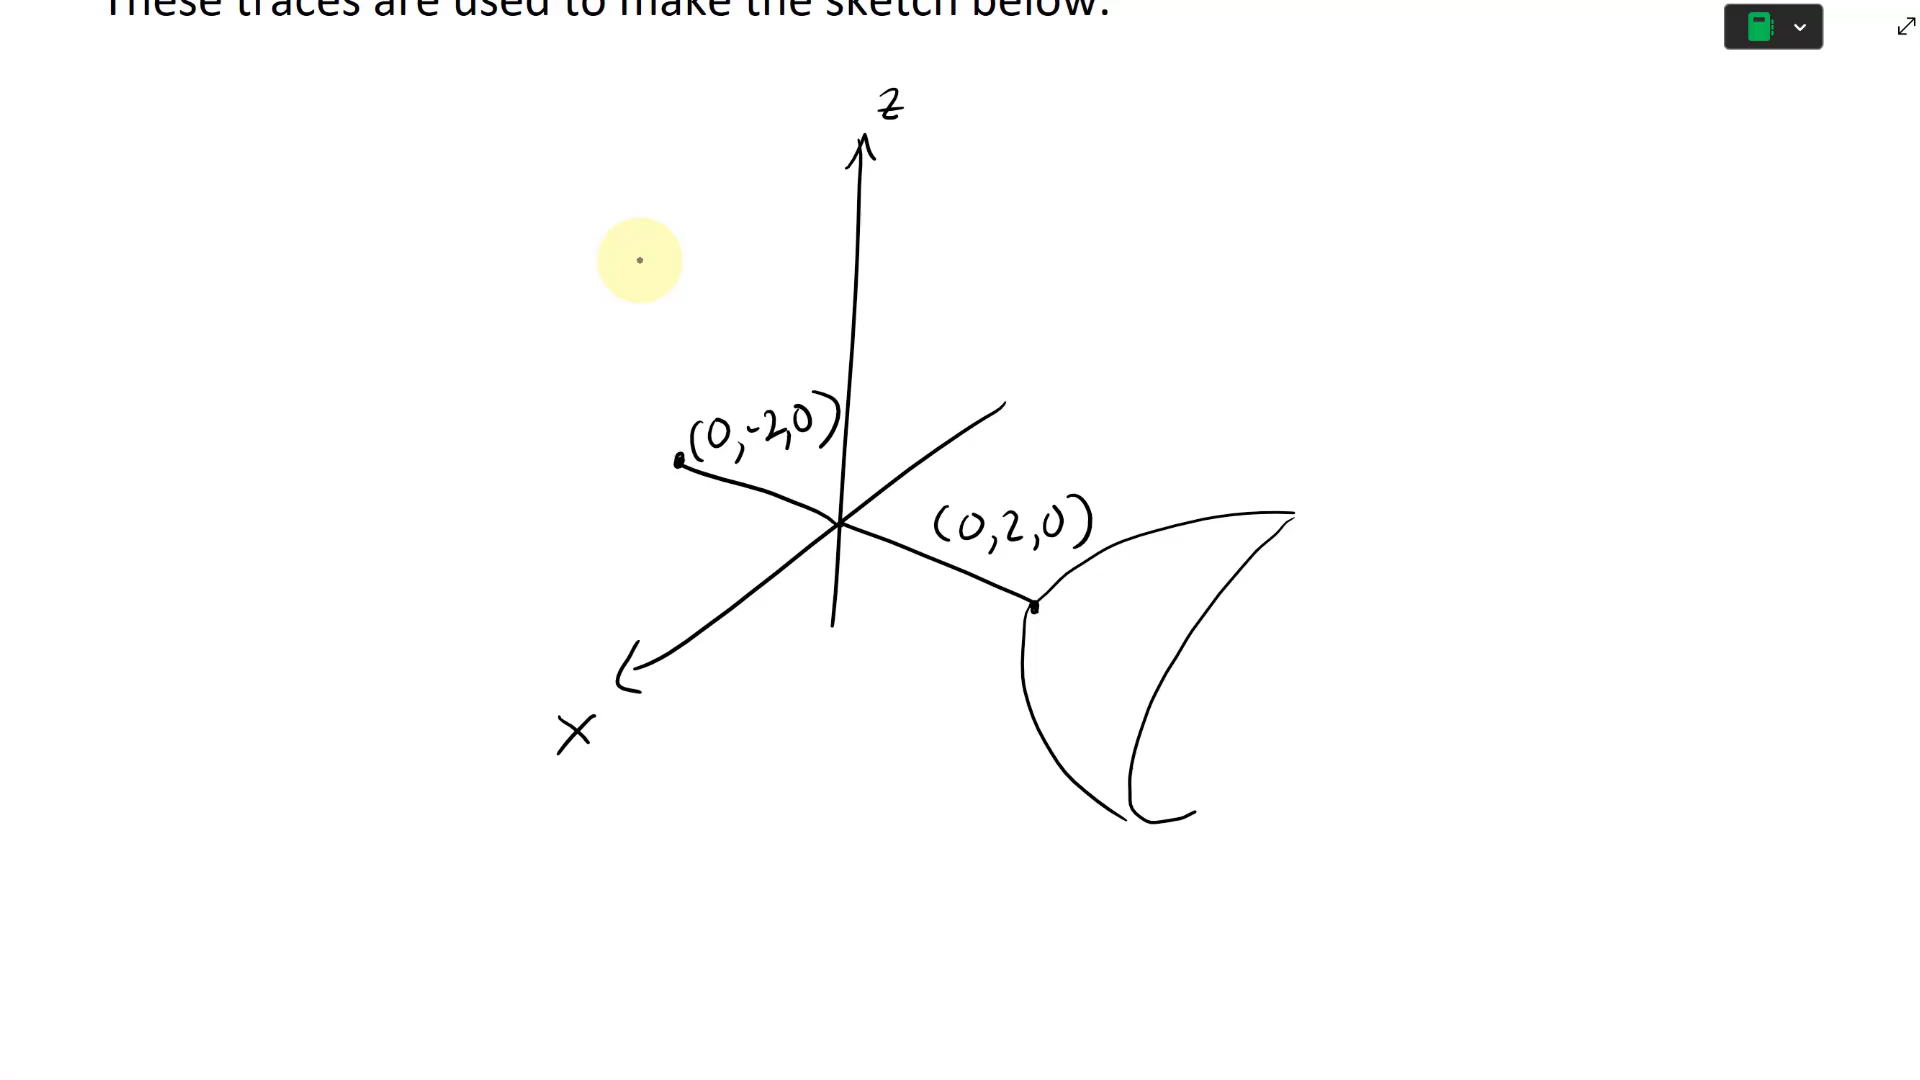 These traces are used to make the sketch below.
z
(0,-2,0)
(0,2,0)
x